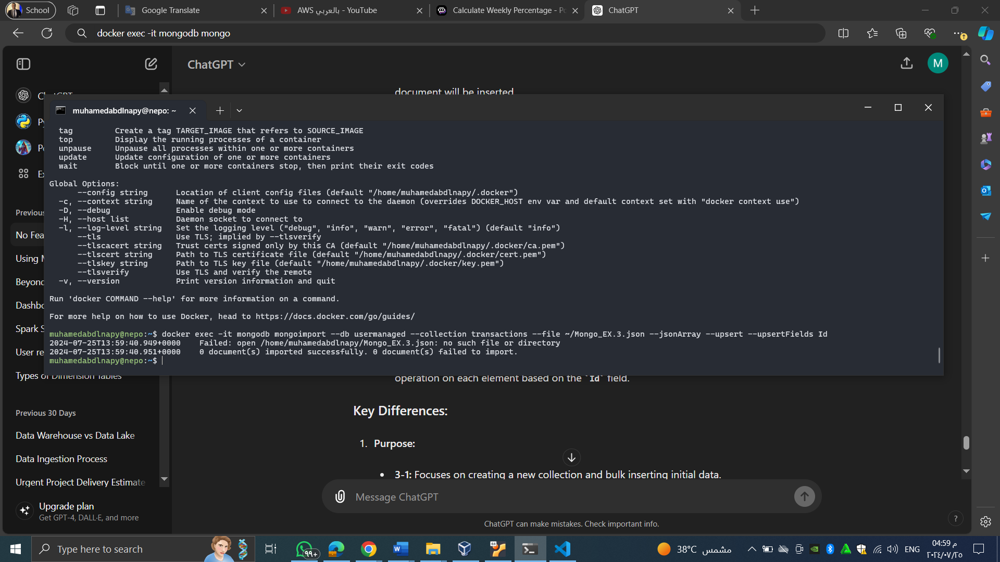 School
Google Translate
AWS بالعربي - YouTube
Calculate Weekly Percentage - Po
ChatGPT
docker exec -it mongodb mongo
ChatGPT
M
document will be inserted
muhamedabdlnapy@nepo: ~
tag Create a tag TARGET_IMAGE that refers to SOURCE_IMAGE
top Display the running processes of a container
unpause Unpause all processes within one or more containers
update Update configuration of one or more containers
wait Block until one or more containers stop, then print their exit codes
Global Options:
--config string Location of client config files (default "/home/muhamedabdlnapy/.docker")
-c, --context string Name of the context to use to connect to the daemon (overrides DOCKER_HOST env var and default context set with "docker context use")
-D, --debug Enable debug mode
-H, --host list Daemon socket to connect to
-l, --log-level string Set the logging level ("debug", "info", "warn", "error", "fatal") (default "info")
--tls Use TLS; implied by --tlsverify
--tlscacert string Trust certs signed only by this CA (default "/home/muhamedabdlnapy/.docker/ca.pem")
--tlscert string Path to TLS certificate file (default "/home/muhamedabdlnapy/.docker/cert.pem")
--tlskey string Path to TLS key file (default "/home/muhamedabdlnapy/.docker/key.pem")
--tlsverify Use TLS and verify the remote
-v, --version Print version information and quit
Run 'docker COMMAND --help' for more information on a command.
For more help on how to use Docker, head to https://docs.docker.com/go/guides/
muhamedabdlnapy@nepo:~$ docker exec -it mongodb mongoimport --db usermanaged --collection transactions --file ~/Mongo_EX.3.json --jsonArray --upsert --upsertFields Id
2024-07-25T13:59:40.949+0000 Failed: open /home/muhamedabdlnapy/Mongo_EX.3.json: no such file or directory
2024-07-25T13:59:40.951+0000 0 document(s) imported successfully. 0 document(s) failed to import.
muhamedabdlnapy@nepo:~$
Previous
No Fea
Using M
Beyond
Dashbo
Spark S
User re
Types of Dimension Tables
Previous 30 Days
Data Warehouse vs Data Lake
Data Ingestion Process
Urgent Project Delivery Estimate
Upgrade plan
Get GPT-4, DALL·E, and more
operation on each element based on the `Id` field.
Key Differences:
1. Purpose:
• 3-1: Focuses on creating a new collection and bulk inserting initial data.
Message ChatGPT
ChatGPT can make mistakes. Check important info.
?
Type here to search
٩٩+
64
38°C مشمس
ENG
04:59 م
٢٠٢٤/٠٧/٢٥